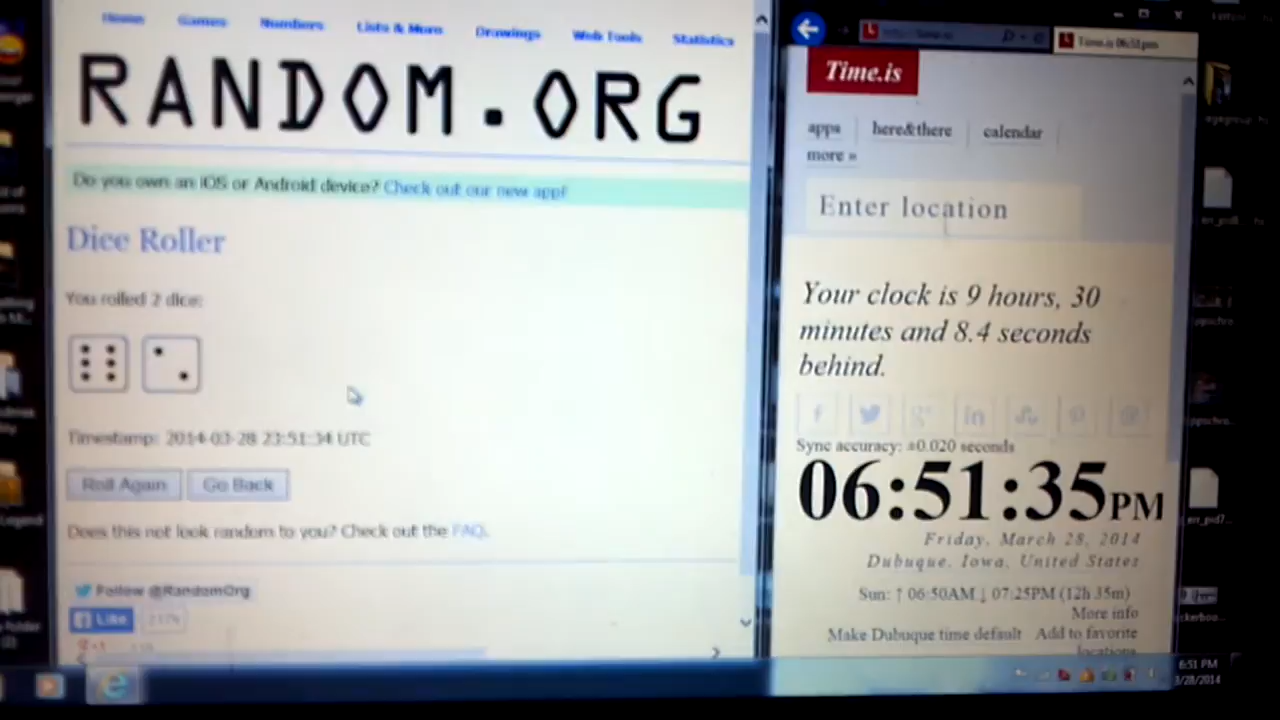 Home Games Numbers Lists & More Drawings Web Tools Statistics
RANDOM.ORG
Do you own an iOS or Android device? Check out our new app!
Dice Roller
You rolled 2 dice:
Timestamp: 2014-03-28 23:51:34 UTC
Roll Again Go Back
Does this not look random to you? Check out the FAQ.
Follow @RandomOrg
Like
Time.is 06:51pm
Time.is
apps here&there calendar
more »
Enter location
Your clock is 9 hours, 30
minutes and 8.4 seconds
behind.
Sync accuracy: ±0.020 seconds
06:51:35PM
Friday, March 28, 2014
Dubuque, Iowa, United States
Sun: ↑ 06:50AM ↓ 07:25PM (12h 35m)
More info
Make Dubuque time default Add to favorite
locations
6:51 PM
3/28/2014